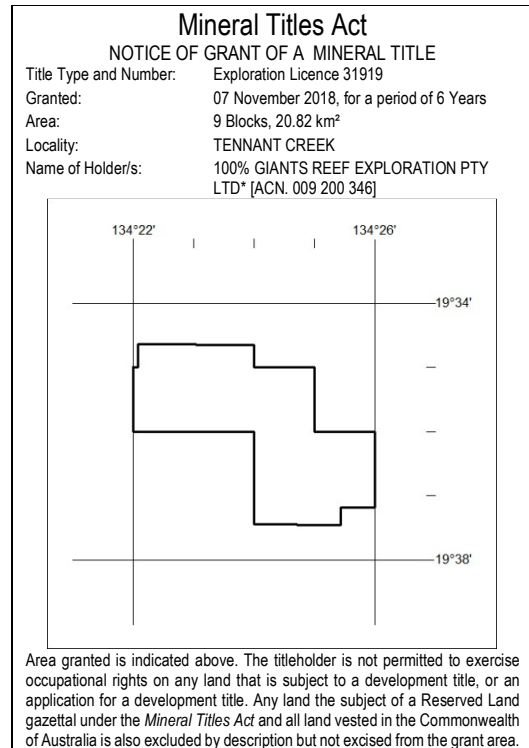 Mineral Titles Act
NOTICE OF GRANT OF A MINERAL TITLE
Title Type and Number: Exploration Licence 31919
Granted: 07 November 2018, for a period of 6 Years
Area: 9 Blocks, 20.82 km²
Locality: TENNANT CREEK
Name of Holder/s: 100% GIANTS REEF EXPLORATION PTY
LTD* [ACN. 009 200 346]
134°22' 134°26'
19°34'
19°38'
Area granted is indicated above. The titleholder is not permitted to exercise
occupational rights on any land that is subject to a development title, or an
application for a development title. Any land the subject of a Reserved Land
gazettal under the Mineral Titles Act and all land vested in the Commonwealth
of Australia is also excluded by description but not excised from the grant area.